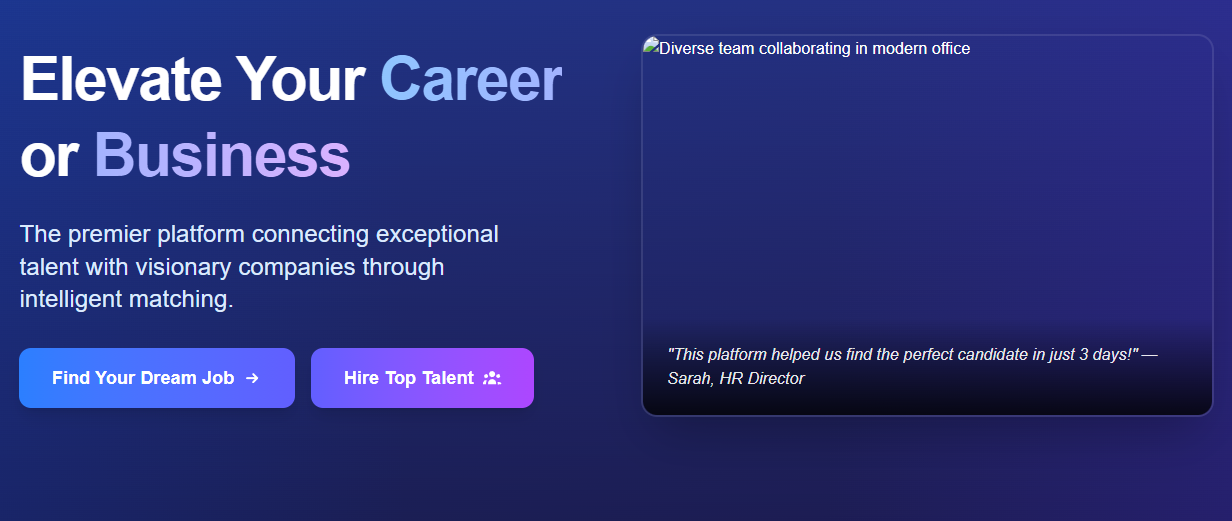 Elevate Your Career
or Business
The premier platform connecting exceptional
talent with visionary companies through
intelligent matching.
Find Your Dream Job
Hire Top Talent
Diverse team collaborating in modern office
"This platform helped us find the perfect candidate in just 3 days!" —
Sarah, HR Director